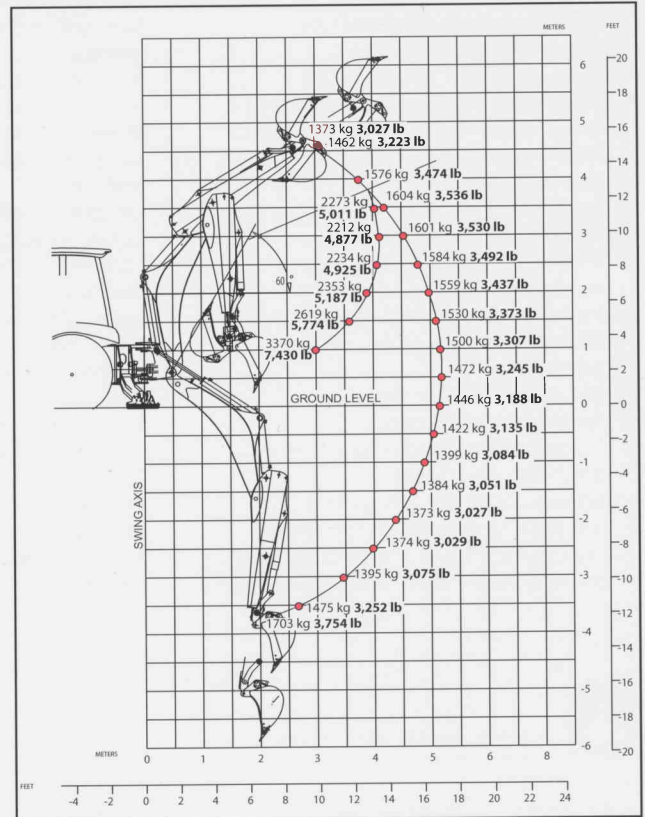 METERS
FEET
6
20
18
5
16
1373 kg 3,027 lb
1462 kg 3,223 lb
14
4
1576 kg 3,474 lb
2273 kg
5,011 lb
1604 kg 3,536 lb
12
2212 kg
4,877 lb
1601 kg 3,530 lb
3
10
2234 kg
4,925 lb
1584 kg 3,492 lb
8
60°
2353 kg
5,187 lb
1559 kg 3,437 lb
2
6
2619 kg
5,774 lb
1530 kg 3,373 lb
4
3370 kg
7,430 lb
1500 kg 3,307 lb
1
1472 kg 3,245 lb
2
GROUND LEVEL
1446 kg 3,188 lb
0
0
1422 kg 3,135 lb
-2
1399 kg 3,084 lb
-1
-4
1384 kg 3,051 lb
SWING AXIS
-6
1373 kg 3,027 lb
-2
1374 kg 3,029 lb
-8
1395 kg 3,075 lb
-3
-10
1475 kg 3,252 lb
-12
1703 kg 3,754 lb
-4
-14
-5
-16
-18
-6
-20
METERS
0 1 2 3 4 5 6 7 8
FEET
-4 -2 0 2 4 6 8 10 12 14 16 18 20 22 24